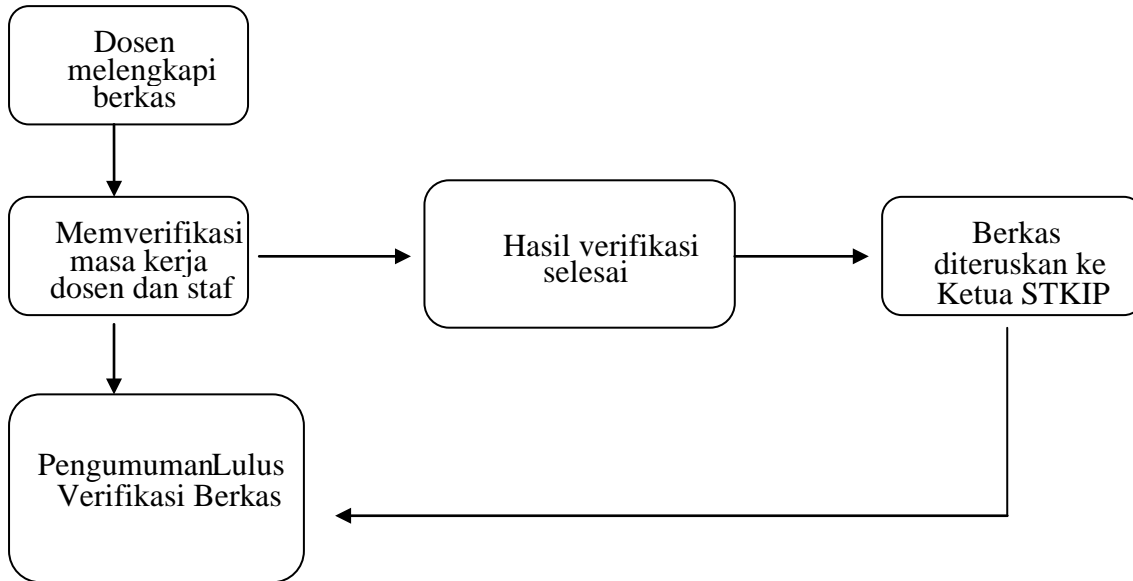 Dosen
melengkapi
berkas
Memverifikasi
masa kerja
dosen dan staf
Hasil verifikasi
selesai
Berkas
diteruskan ke
Ketua STKIP
PengumumanLulus
Verifikasi Berkas